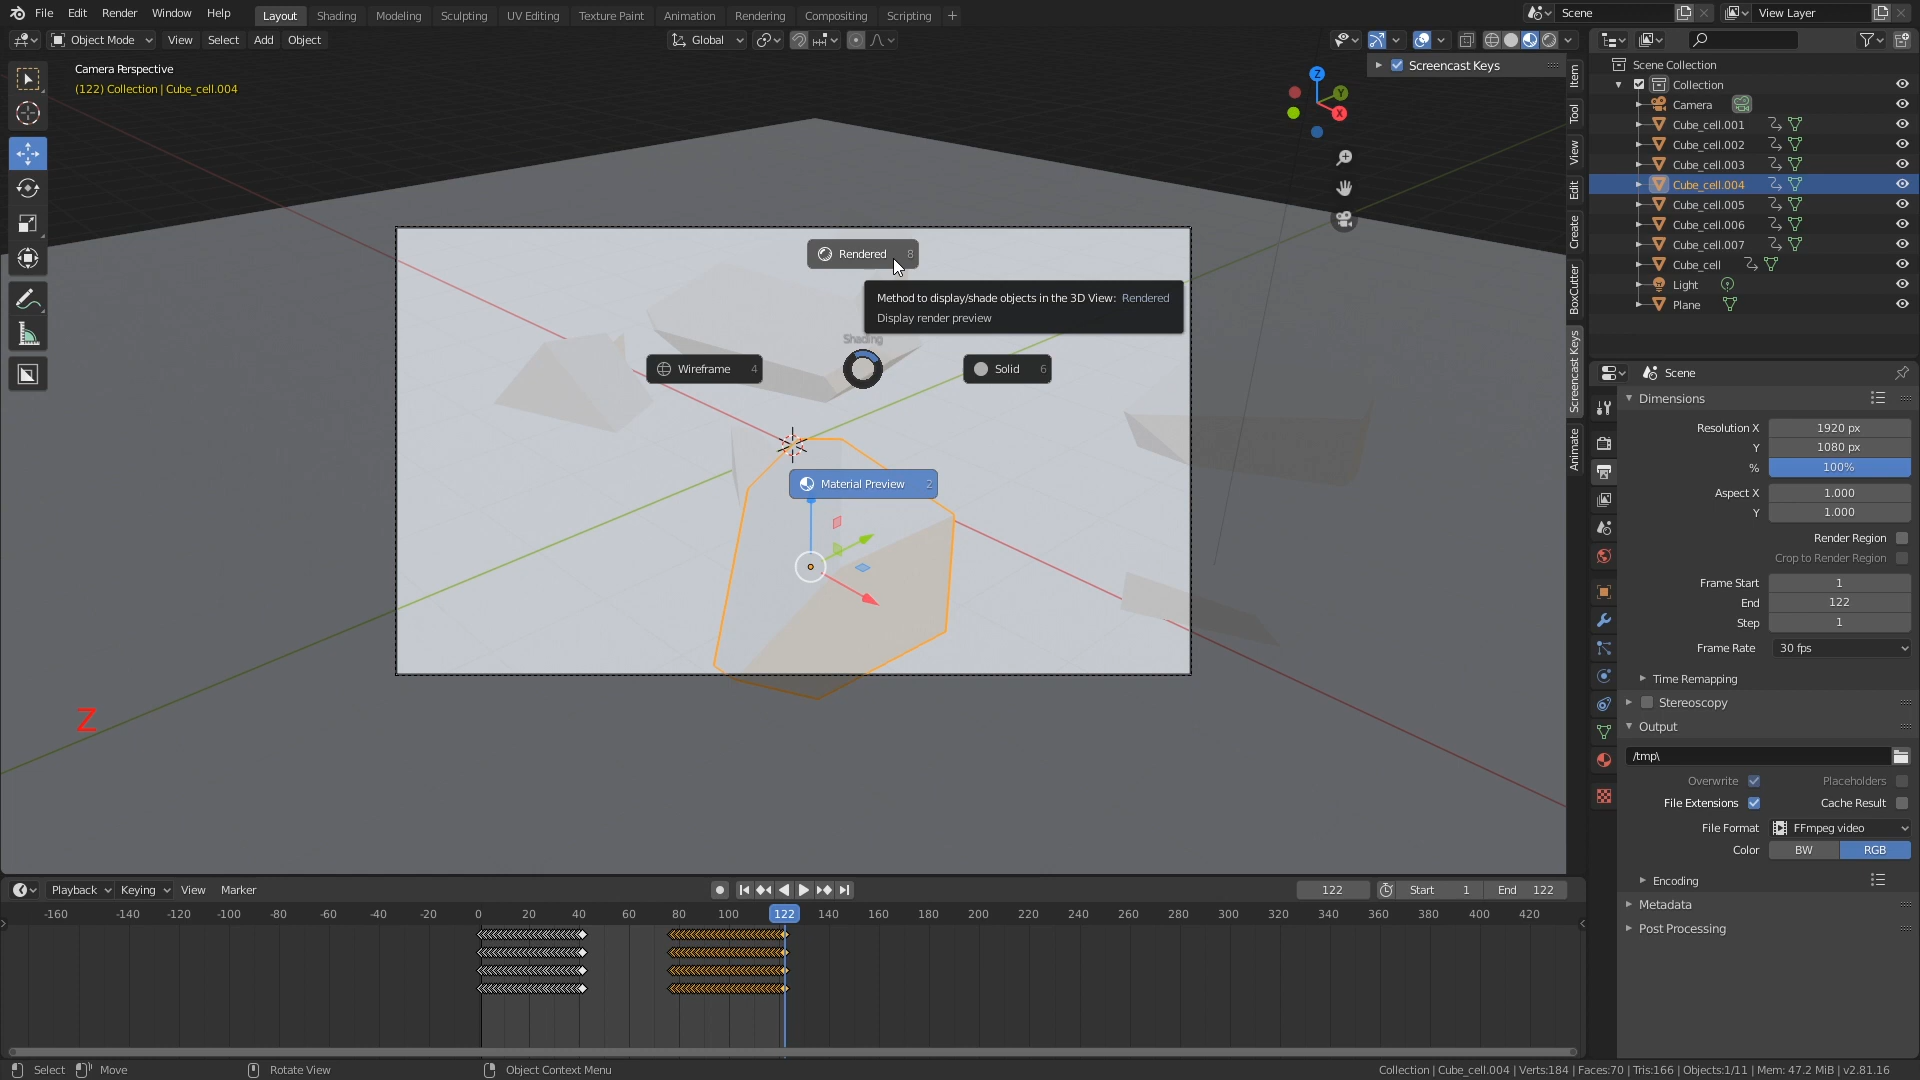 File Edit Render Window Help Layout Shading Modeling Sculpting UV Editing Texture Paint Animation Rendering Compositing Scripting + Scene View Layer
Object Mode View Select Add Object Global
Camera Perspective
(122) Collection | Cube_cell.004
Screencast Keys
Z
Y
X
Item
Tool
View
Edit
Create
BoxCutter
Screencast Keys
Animate
Rendered 8
Method to display/shade objects in the 3D View: Rendered
Display render preview
Shading
Wireframe 4
Solid 6
Material Preview 2
Z
Scene Collection
Collection
Camera
Cube_cell.001
Cube_cell.002
Cube_cell.003
Cube_cell.004
Cube_cell.005
Cube_cell.006
Cube_cell.007
Cube_cell
Light
Plane
Scene
Dimensions
Resolution X 1920 px
Y 1080 px
% 100%
Aspect X 1.000
Y 1.000
Render Region
Crop to Render Region
Frame Start 1
End 122
Step 1
Frame Rate 30 fps
Time Remapping
Stereoscopy
Output
/tmp\
Overwrite Placeholders
File Extensions Cache Result
File Format FFmpeg video
Color BW RGB
Encoding
Metadata
Post Processing
Playback Keying View Marker 122 Start 1 End 122
-160 -140 -120 -100 -80 -60 -40 -20 0 20 40 60 80 100 122 140 160 180 200 220 240 260 280 300 320 340 360 380 400 420
Select Move Rotate View Object Context Menu Collection | Cube_cell.004 | Verts:184 | Faces:70 | Tris:166 | Objects:1/11 | Mem: 47.2 MiB | v2.81.16